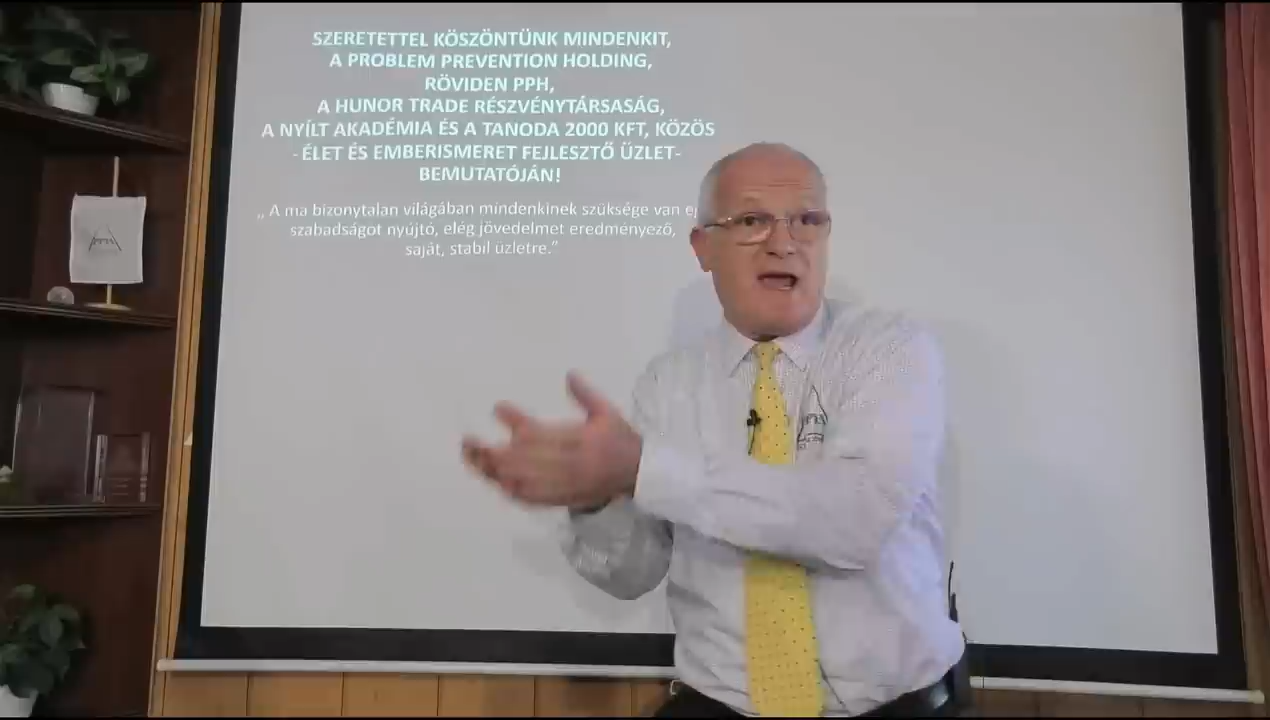 SZERETETTEL KÖSZÖNTÜNK MINDENKIT,
A PROBLEM PREVENTION HOLDING,
RÖVIDEN PPH,
A HUNOR TRADE RÉSZVÉNYTÁRSASÁG,
A NYÍLT AKADÉMIA ÉS A TANODA 2000 KFT, KÖZÖS
- ÉLET ÉS EMBERISMERET FEJLESZTŐ ÜZLET-
BEMUTATÓJÁN!
„ A ma bizonytalan világában mindenkinek szüksége van
szabadságot nyújtó, elég jövedelmet eredményező,
saját, stabil üzletre.”